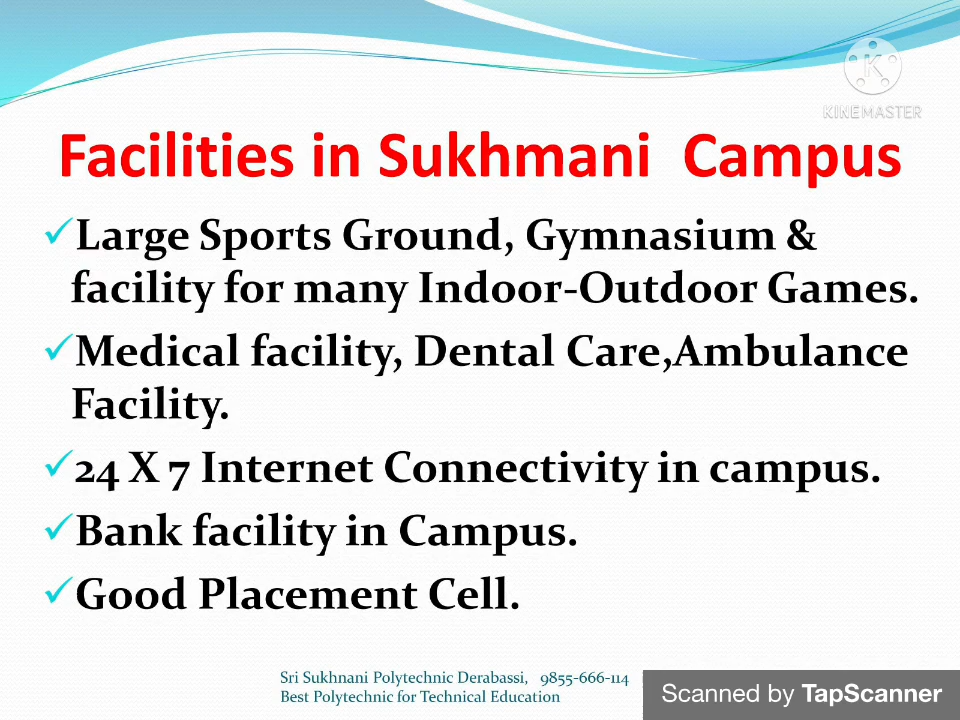 KINEMASTER
Facilities in Sukhmani Campus
✓Large Sports Ground, Gymnasium &
facility for many Indoor-Outdoor Games.
✓Medical facility, Dental Care,Ambulance
Facility.
✓24 X 7 Internet Connectivity in campus.
✓Bank facility in Campus.
✓Good Placement Cell.
Sri Sukhnani Polytechnic Derabassi, 9855-666-114
Best Polytechnic for Technical Education
Scanned by TapScanner